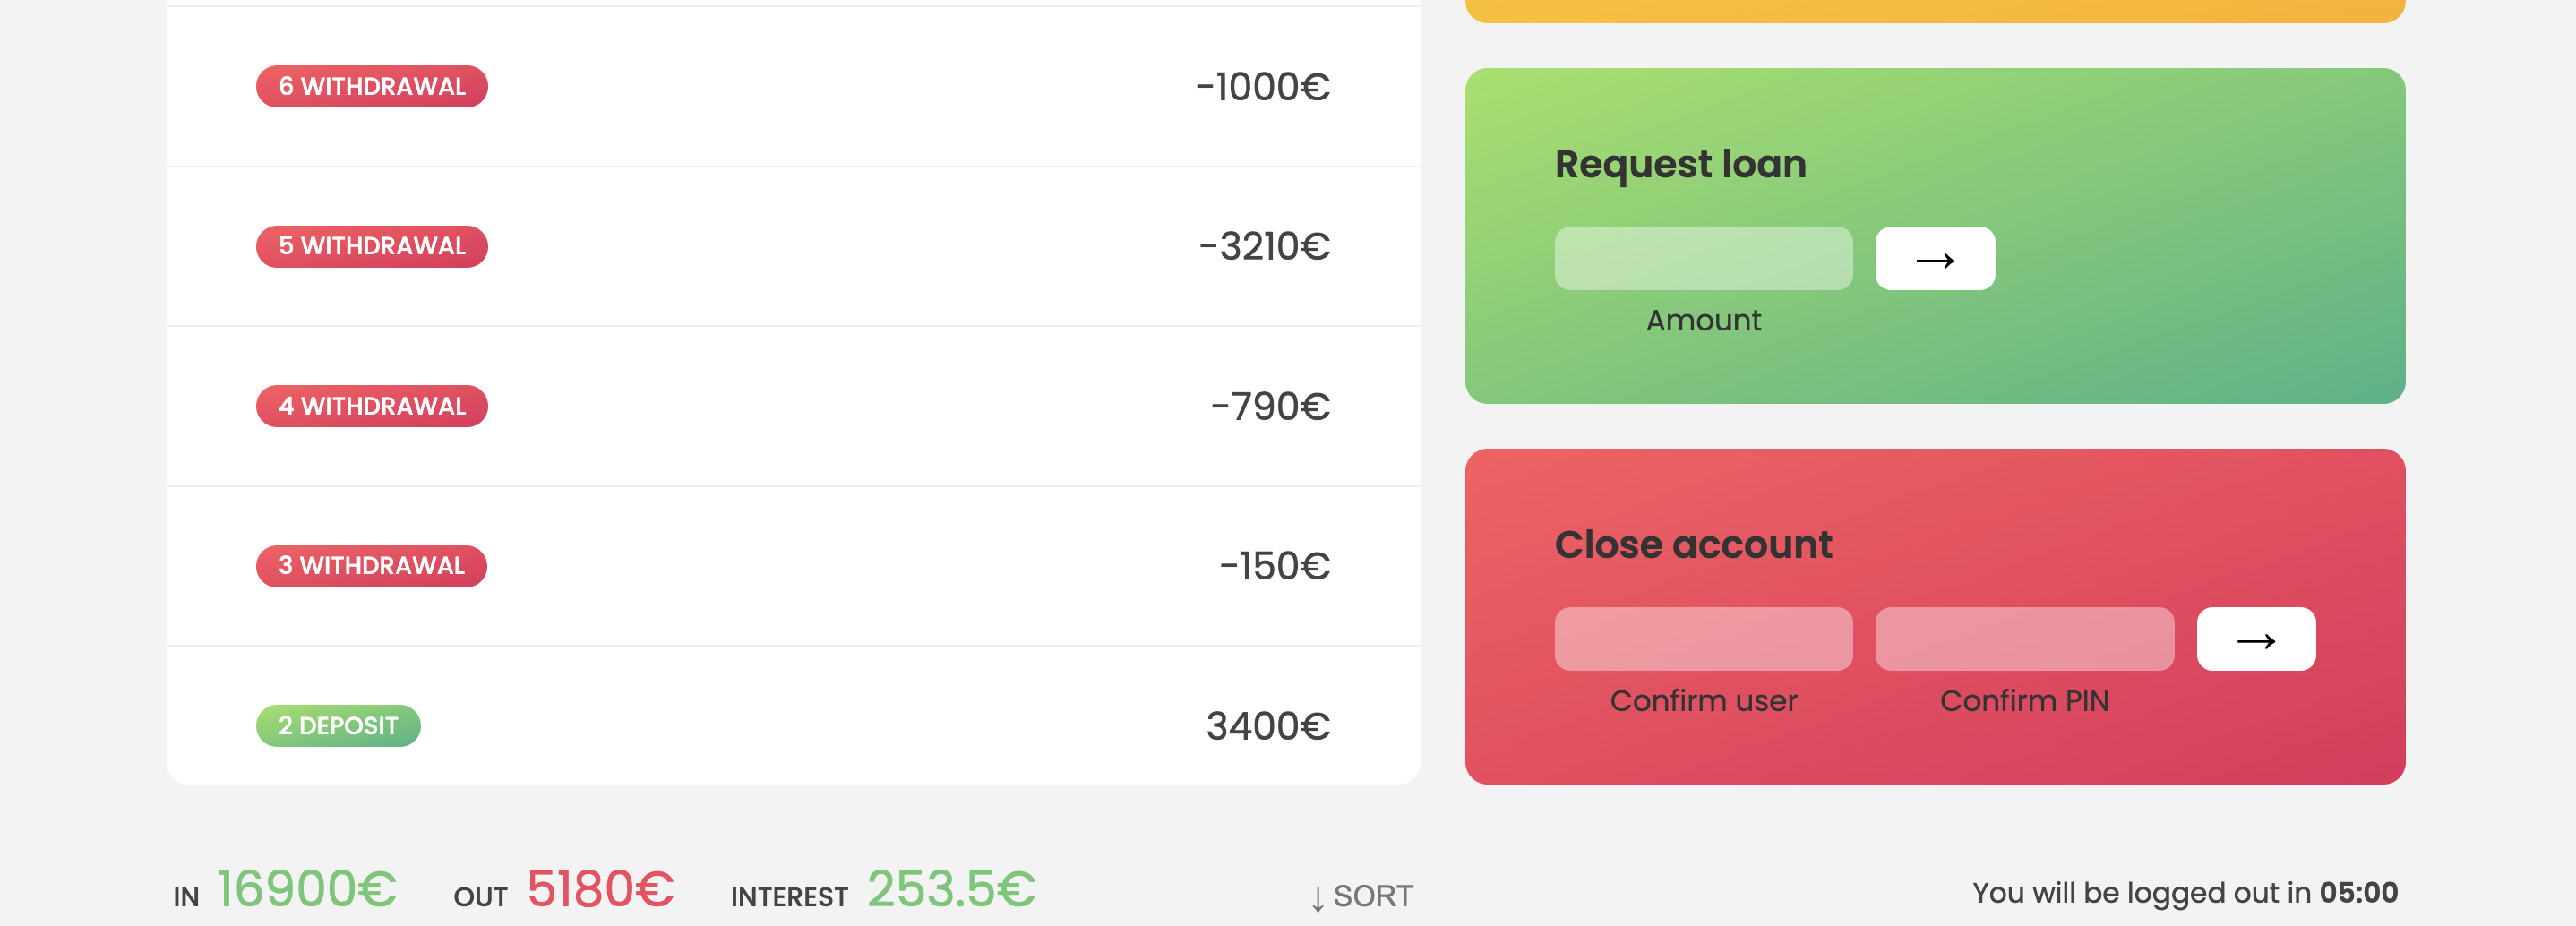 6 WITHDRAWAL -1000€
5 WITHDRAWAL -3210€
4 WITHDRAWAL -790€
3 WITHDRAWAL -150€
2 DEPOSIT 3400€
Request loan
→
Amount
Close account
→
Confirm user Confirm PIN
IN 16900€ OUT 5180€ INTEREST 253.5€ ↓ SORT
You will be logged out in 05:00